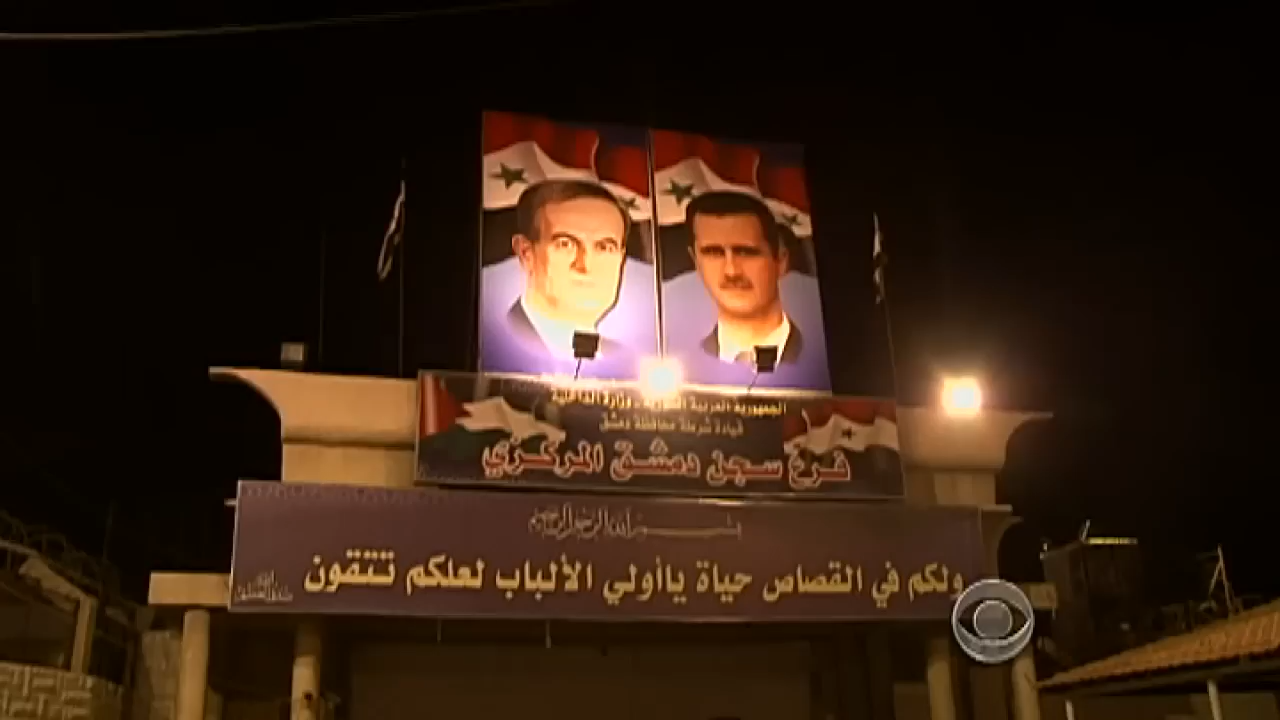 الجمهورية العربية السورية - وزارة الداخلية
قيادة شرطة محافظة دمشق
فرع سجن دمشق المركزي
بسم الله الرحمن الرحيم
ولكم في القصاص حياة ياأولي الألباب لعلكم تتقون